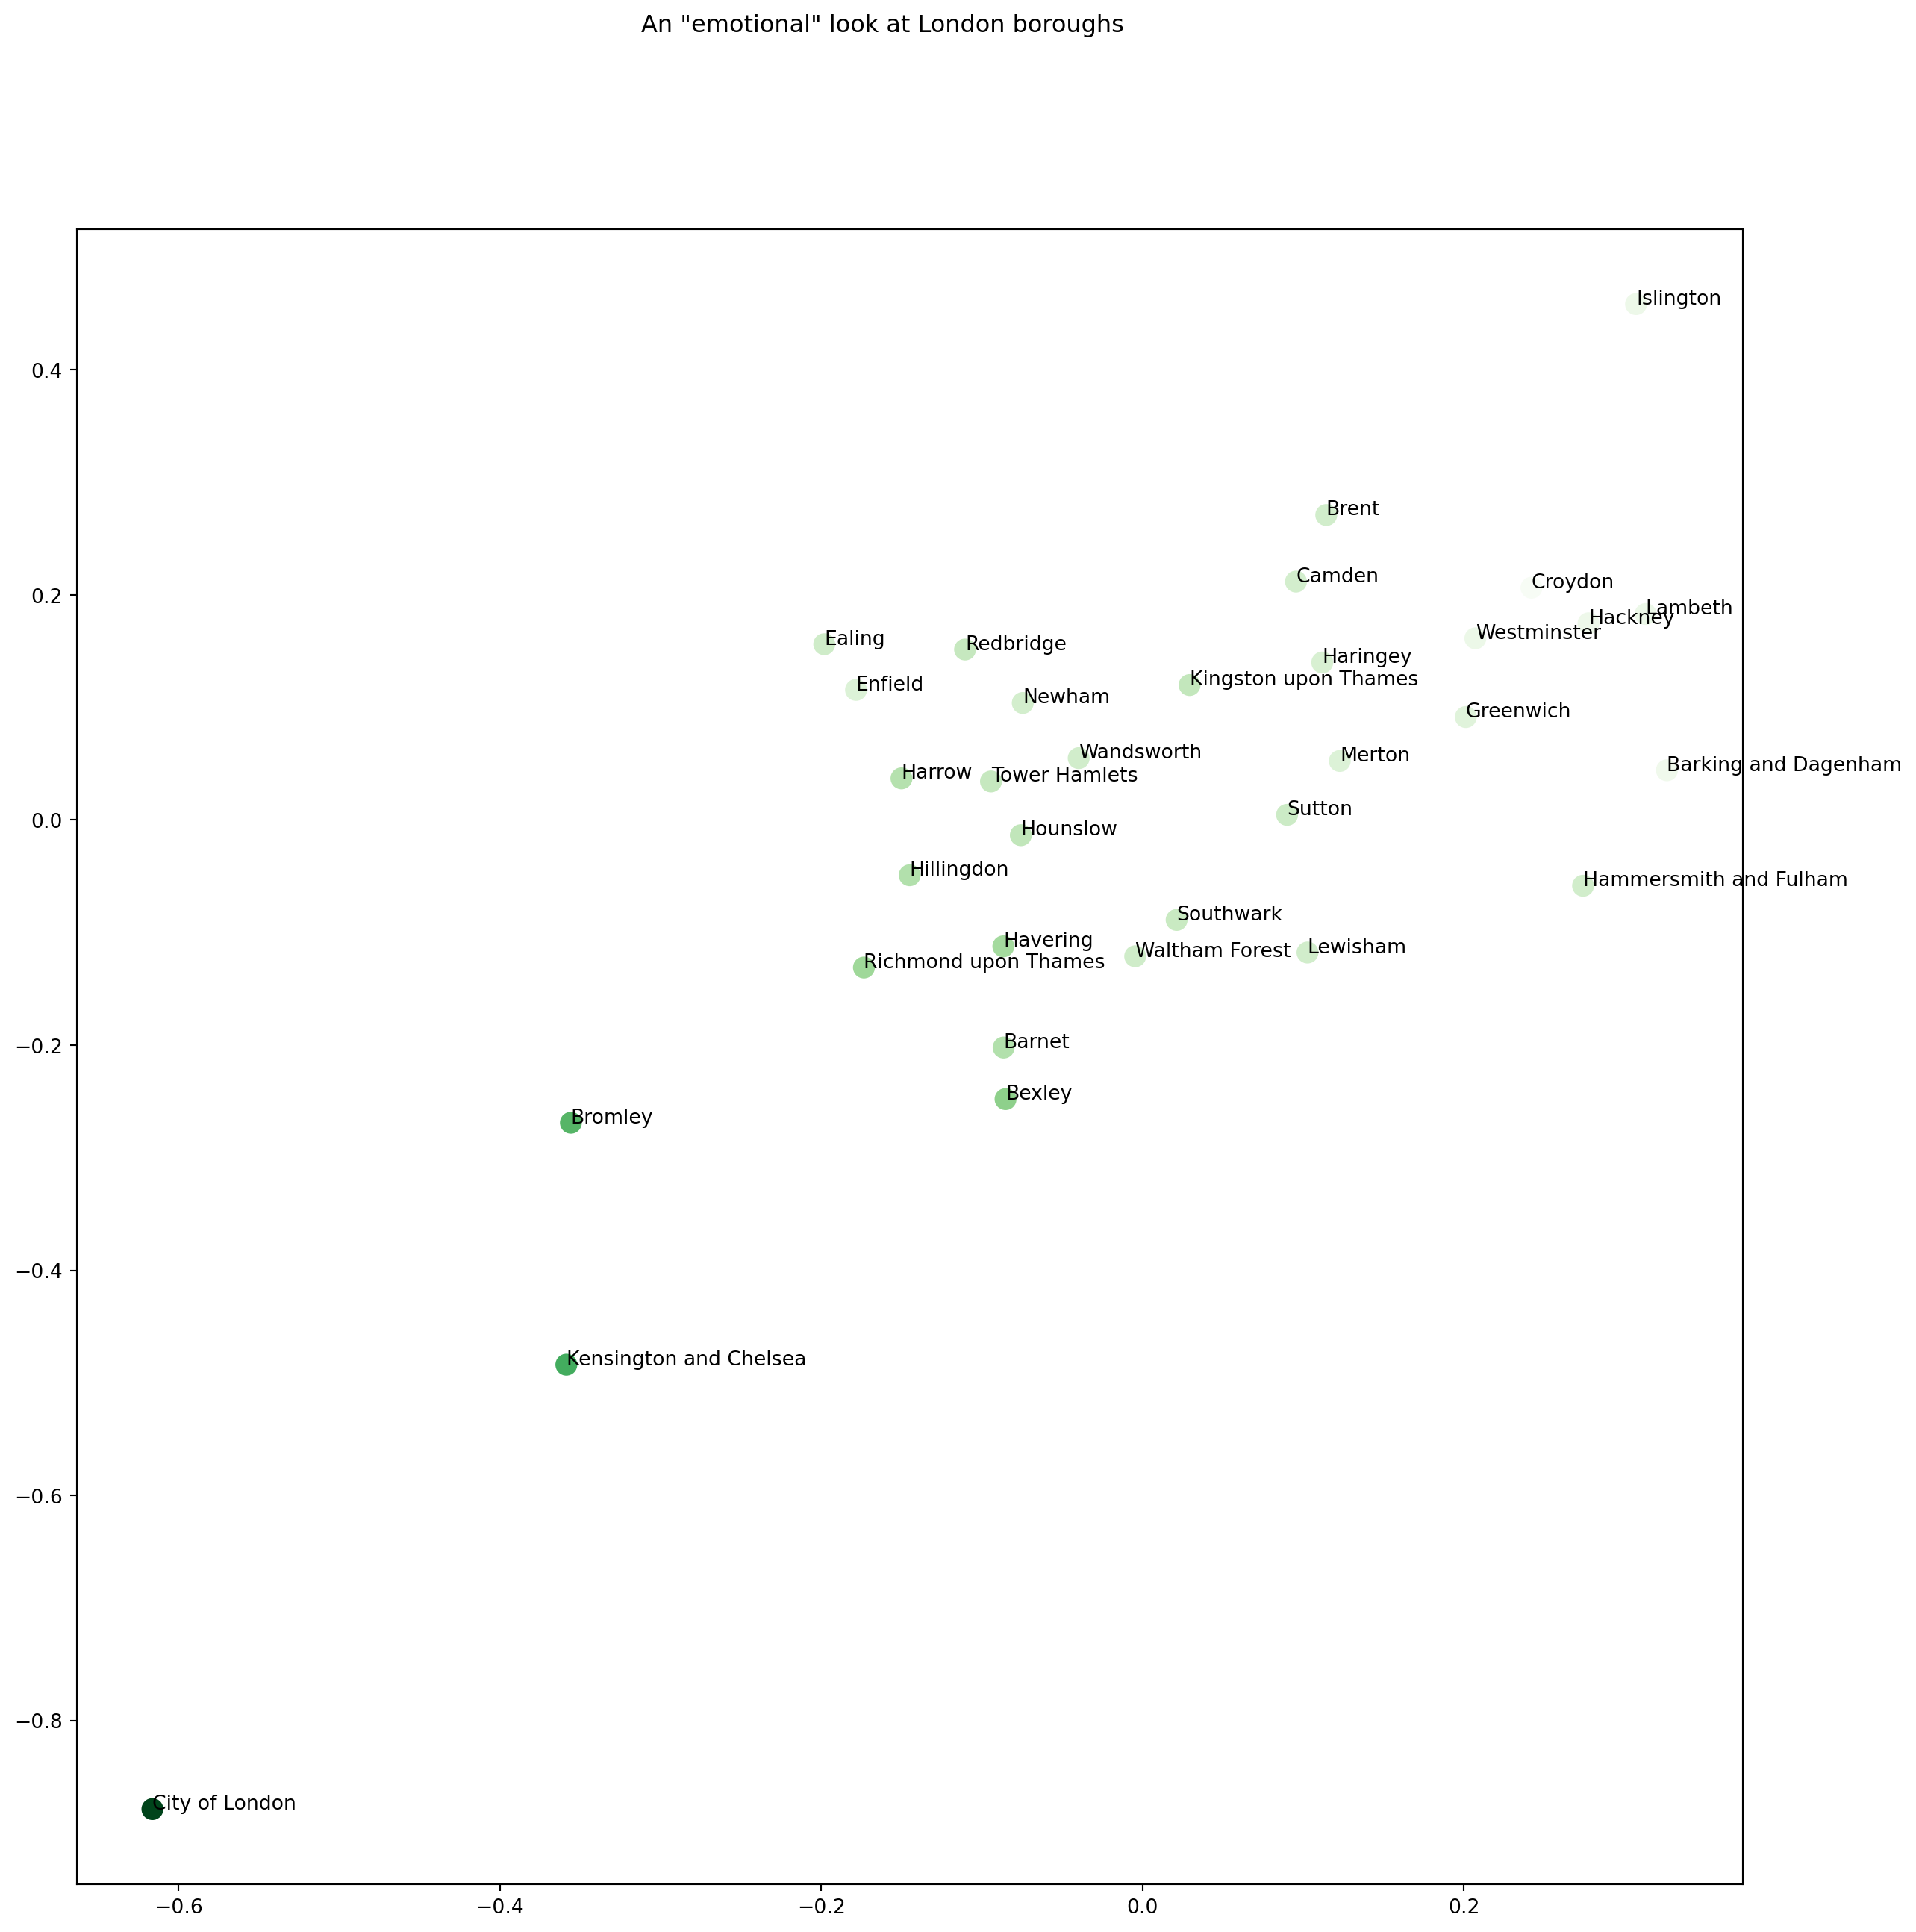 An "emotional" look at London boroughs
Islington
0.4
Brent
Camden
Croydon
0.2
Lambeth
Hackney
Westminster
Ealing
Redbridge
Haringey
Enfield
Kingston upon Thames
Newham
Greenwich
Wandsworth
Merton
Harrow
Tower Hamlets
Barking and Dagenham
0.0
Sutton
Hounslow
Hillingdon
Hammersmith and Fulham
Southwark
Havering
Waltham Forest
Lewisham
Richmond upon Thames
−0.2
Barnet
Bexley
Bromley
−0.4
Kensington and Chelsea
−0.6
−0.8
City of London
−0.6
−0.4
−0.2
0.0
0.2